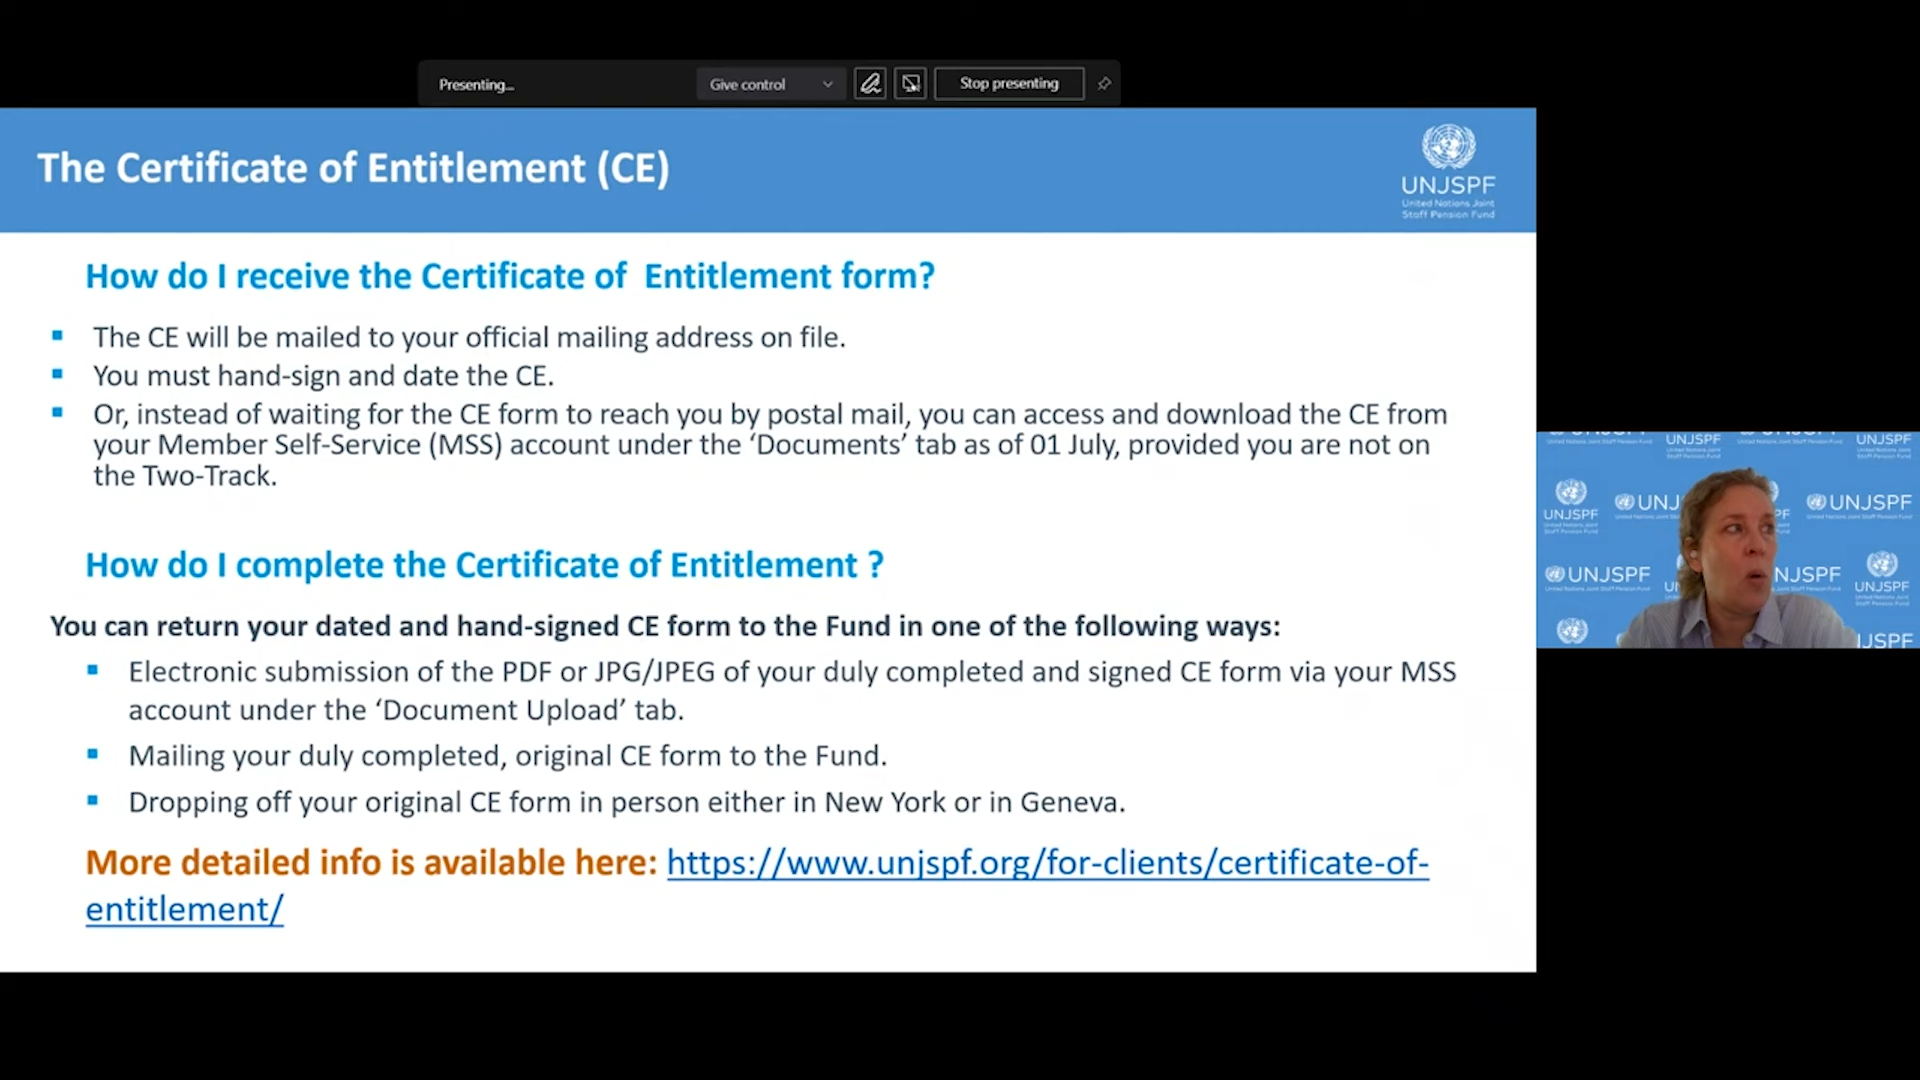 Presenting...
Give control
Stop presenting
The Certificate of Entitlement (CE)
UNJSPF
United Nations Joint
Staff Pension Fund
How do I receive the Certificate of Entitlement form?
The CE will be mailed to your official mailing address on file.
You must hand-sign and date the CE.
Or, instead of waiting for the CE form to reach you by postal mail, you can access and download the CE from
your Member Self-Service (MSS) account under the ‘Documents’ tab as of 01 July, provided you are not on
the Two-Track.
How do I complete the Certificate of Entitlement ?
You can return your dated and hand-signed CE form to the Fund in one of the following ways:
Electronic submission of the PDF or JPG/JPEG of your duly completed and signed CE form via your MSS
account under the ‘Document Upload’ tab.
Mailing your duly completed, original CE form to the Fund.
Dropping off your original CE form in person either in New York or in Geneva.
More detailed info is available here: https://www.unjspf.org/for-clients/certificate-of-
entitlement/
UNJSPF
UNJSPF
UNJSPF
UNJ
UNJSPF
UNJSPF
NJSPF
UNJSPF
JSPF